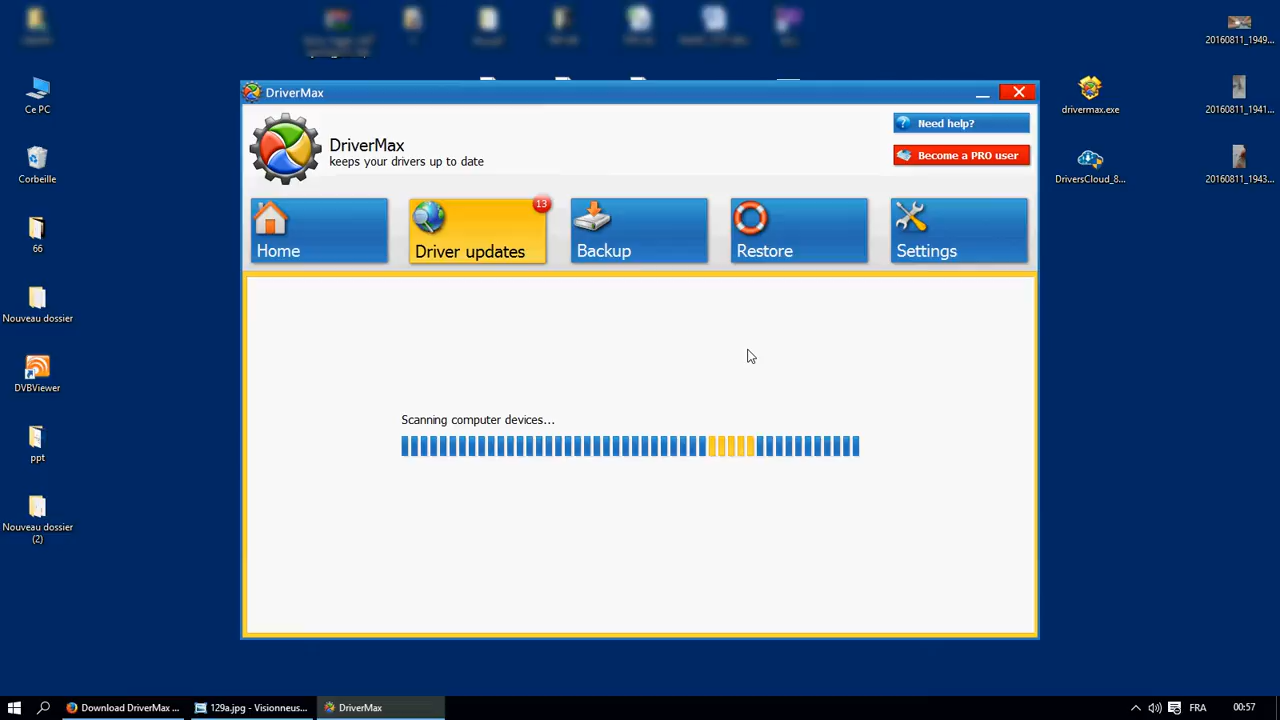 20160811_1949...
Ce PC
DriverMax
drivermax.exe
20160811_1941...
Need help?
DriverMax
keeps your drivers up to date
Become a PRO user
Corbeille
DriversCloud_8...
20160811_1943...
13
66
Home
Driver updates
Backup
Restore
Settings
Nouveau dossier
DVBViewer
Scanning computer devices...
ppt
Nouveau dossier
(2)
Download DriverMax ...
129a.jpg - Visionneus...
DriverMax
FRA
00:57